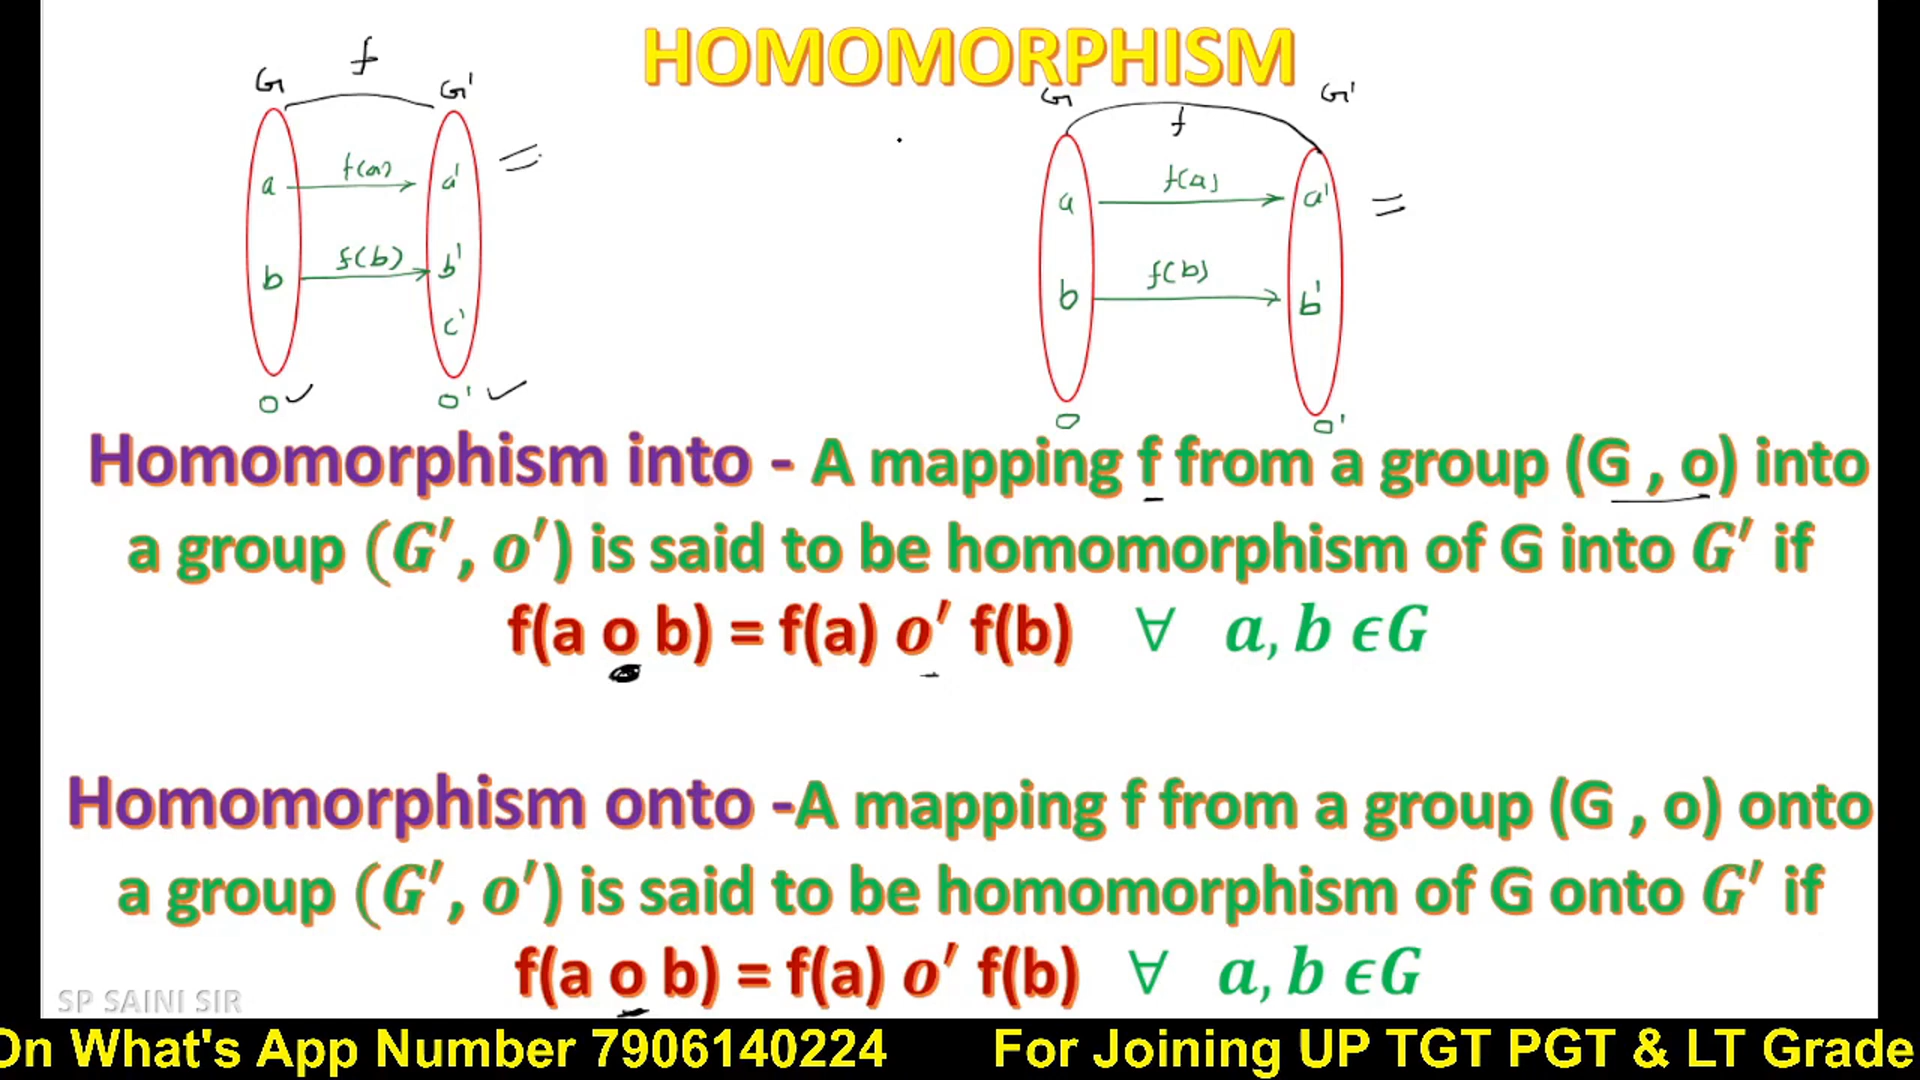 HOMOMORPHISM
G f G'
a f(a) a'
b f(b) b'
c'
o o'
G f G'
a f(a) a'
b f(b) b'
o o'
Homomorphism into - A mapping f from a group (G , o) into
a group (G′, o′) is said to be homomorphism of G into G′ if
f(a o b) = f(a) o′ f(b) ∀ a, b ϵG
Homomorphism onto -A mapping f from a group (G , o) onto
a group (G′, o′) is said to be homomorphism of G onto G′ if
f(a o b) = f(a) o′ f(b) ∀ a, b ϵG
SP SAINI SIR
On What's App Number 7906140224 For Joining UP TGT PGT & LT Grade